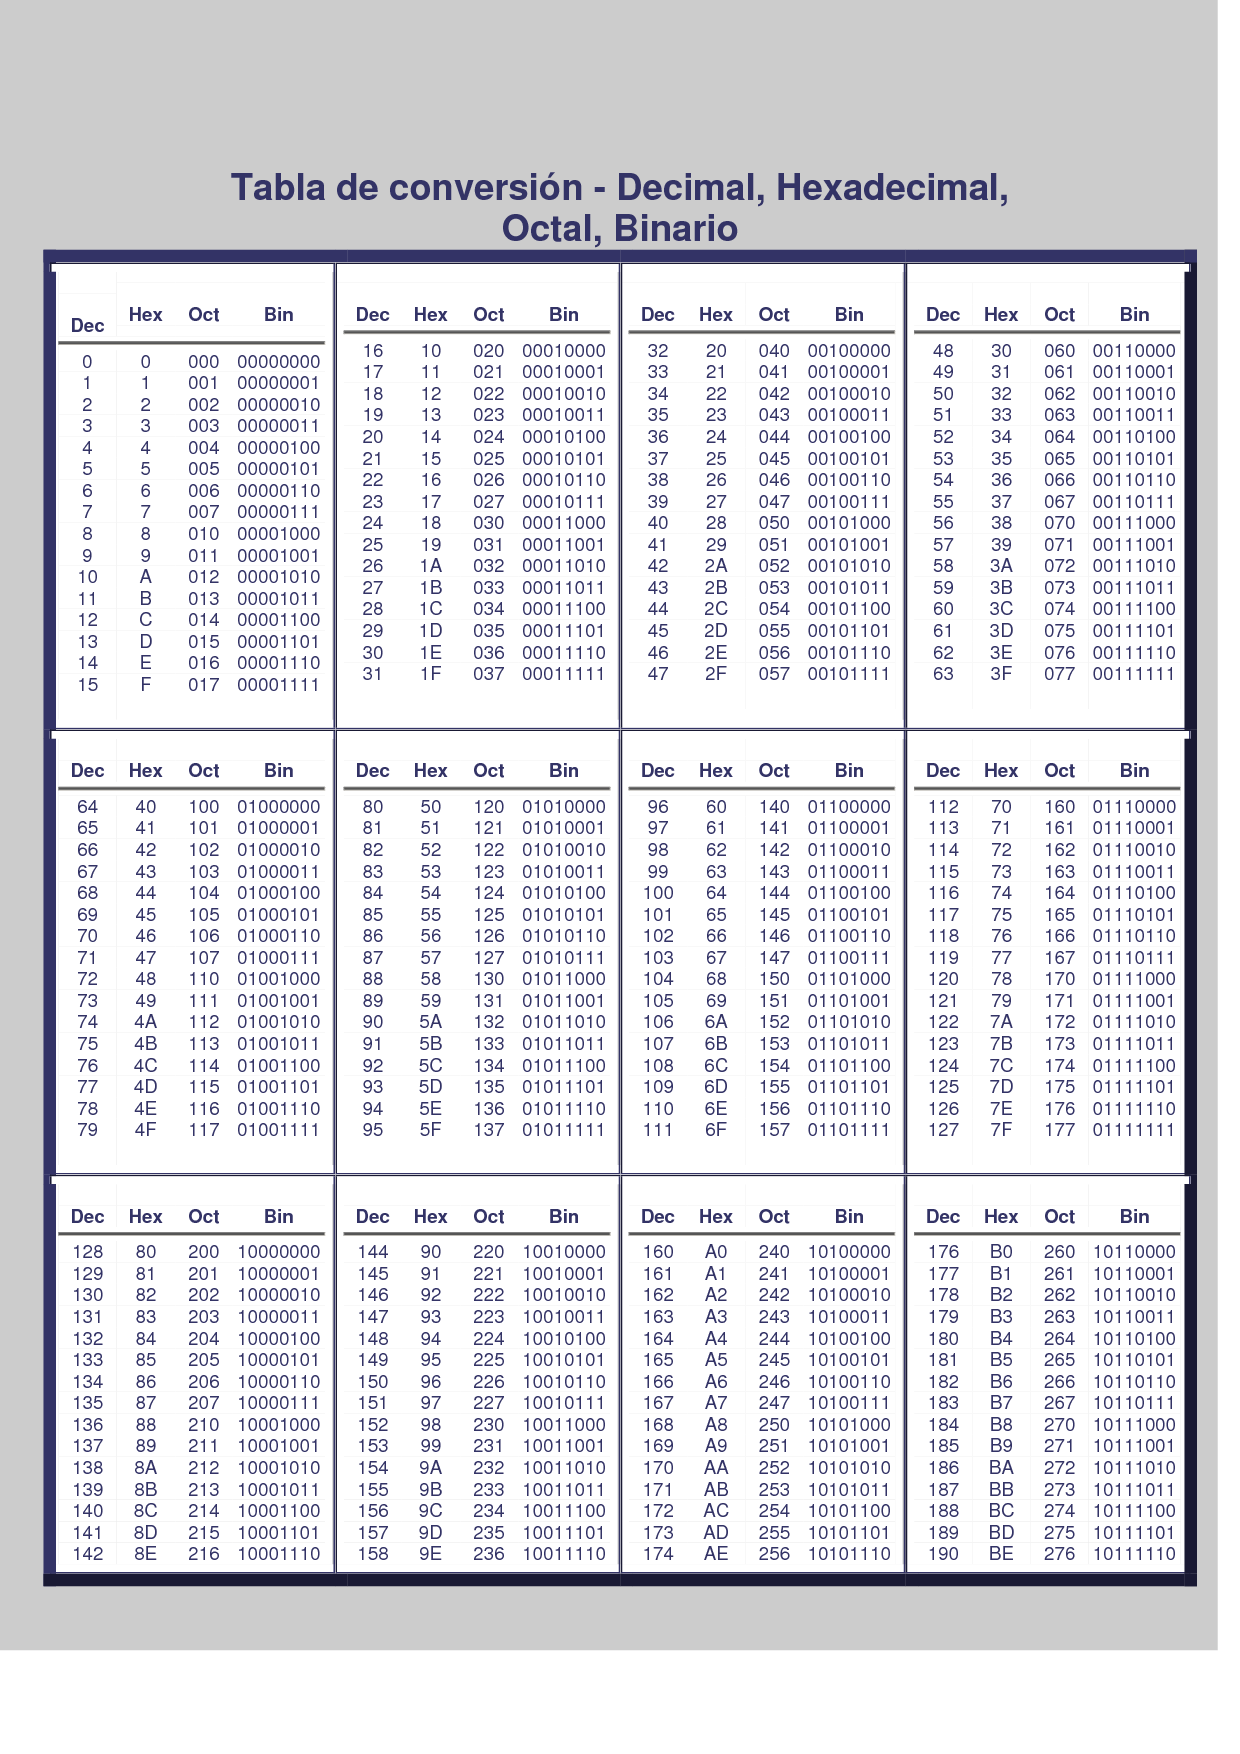 Tabla de conversión - Decimal, Hexadecimal,
Octal, Binario
Dec Hex Oct Bin
0 0 000 00000000
1 1 001 00000001
2 2 002 00000010
3 3 003 00000011
4 4 004 00000100
5 5 005 00000101
6 6 006 00000110
7 7 007 00000111
8 8 010 00001000
9 9 011 00001001
10 A 012 00001010
11 B 013 00001011
12 C 014 00001100
13 D 015 00001101
14 E 016 00001110
15 F 017 00001111
Dec Hex Oct Bin
16 10 020 00010000
17 11 021 00010001
18 12 022 00010010
19 13 023 00010011
20 14 024 00010100
21 15 025 00010101
22 16 026 00010110
23 17 027 00010111
24 18 030 00011000
25 19 031 00011001
26 1A 032 00011010
27 1B 033 00011011
28 1C 034 00011100
29 1D 035 00011101
30 1E 036 00011110
31 1F 037 00011111
Dec Hex Oct Bin
32 20 040 00100000
33 21 041 00100001
34 22 042 00100010
35 23 043 00100011
36 24 044 00100100
37 25 045 00100101
38 26 046 00100110
39 27 047 00100111
40 28 050 00101000
41 29 051 00101001
42 2A 052 00101010
43 2B 053 00101011
44 2C 054 00101100
45 2D 055 00101101
46 2E 056 00101110
47 2F 057 00101111
Dec Hex Oct Bin
48 30 060 00110000
49 31 061 00110001
50 32 062 00110010
51 33 063 00110011
52 34 064 00110100
53 35 065 00110101
54 36 066 00110110
55 37 067 00110111
56 38 070 00111000
57 39 071 00111001
58 3A 072 00111010
59 3B 073 00111011
60 3C 074 00111100
61 3D 075 00111101
62 3E 076 00111110
63 3F 077 00111111
Dec Hex Oct Bin
64 40 100 01000000
65 41 101 01000001
66 42 102 01000010
67 43 103 01000011
68 44 104 01000100
69 45 105 01000101
70 46 106 01000110
71 47 107 01000111
72 48 110 01001000
73 49 111 01001001
74 4A 112 01001010
75 4B 113 01001011
76 4C 114 01001100
77 4D 115 01001101
78 4E 116 01001110
79 4F 117 01001111
Dec Hex Oct Bin
80 50 120 01010000
81 51 121 01010001
82 52 122 01010010
83 53 123 01010011
84 54 124 01010100
85 55 125 01010101
86 56 126 01010110
87 57 127 01010111
88 58 130 01011000
89 59 131 01011001
90 5A 132 01011010
91 5B 133 01011011
92 5C 134 01011100
93 5D 135 01011101
94 5E 136 01011110
95 5F 137 01011111
Dec Hex Oct Bin
96 60 140 01100000
97 61 141 01100001
98 62 142 01100010
99 63 143 01100011
100 64 144 01100100
101 65 145 01100101
102 66 146 01100110
103 67 147 01100111
104 68 150 01101000
105 69 151 01101001
106 6A 152 01101010
107 6B 153 01101011
108 6C 154 01101100
109 6D 155 01101101
110 6E 156 01101110
111 6F 157 01101111
Dec Hex Oct Bin
112 70 160 01110000
113 71 161 01110001
114 72 162 01110010
115 73 163 01110011
116 74 164 01110100
117 75 165 01110101
118 76 166 01110110
119 77 167 01110111
120 78 170 01111000
121 79 171 01111001
122 7A 172 01111010
123 7B 173 01111011
124 7C 174 01111100
125 7D 175 01111101
126 7E 176 01111110
127 7F 177 01111111
Dec Hex Oct Bin
128 80 200 10000000
129 81 201 10000001
130 82 202 10000010
131 83 203 10000011
132 84 204 10000100
133 85 205 10000101
134 86 206 10000110
135 87 207 10000111
136 88 210 10001000
137 89 211 10001001
138 8A 212 10001010
139 8B 213 10001011
140 8C 214 10001100
141 8D 215 10001101
142 8E 216 10001110
Dec Hex Oct Bin
144 90 220 10010000
145 91 221 10010001
146 92 222 10010010
147 93 223 10010011
148 94 224 10010100
149 95 225 10010101
150 96 226 10010110
151 97 227 10010111
152 98 230 10011000
153 99 231 10011001
154 9A 232 10011010
155 9B 233 10011011
156 9C 234 10011100
157 9D 235 10011101
158 9E 236 10011110
Dec Hex Oct Bin
160 A0 240 10100000
161 A1 241 10100001
162 A2 242 10100010
163 A3 243 10100011
164 A4 244 10100100
165 A5 245 10100101
166 A6 246 10100110
167 A7 247 10100111
168 A8 250 10101000
169 A9 251 10101001
170 AA 252 10101010
171 AB 253 10101011
172 AC 254 10101100
173 AD 255 10101101
174 AE 256 10101110
Dec Hex Oct Bin
176 B0 260 10110000
177 B1 261 10110001
178 B2 262 10110010
179 B3 263 10110011
180 B4 264 10110100
181 B5 265 10110101
182 B6 266 10110110
183 B7 267 10110111
184 B8 270 10111000
185 B9 271 10111001
186 BA 272 10111010
187 BB 273 10111011
188 BC 274 10111100
189 BD 275 10111101
190 BE 276 10111110